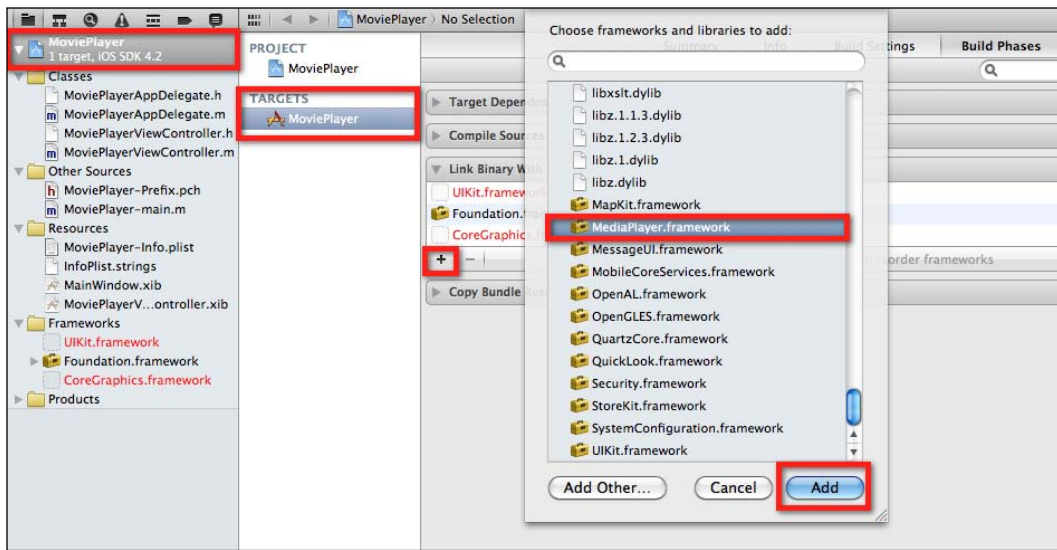 MoviePlayer
1 target, iOS SDK 4.2
Classes
MoviePlayerAppDelegate.h
MoviePlayerAppDelegate.m
MoviePlayerViewController.h
MoviePlayerViewController.m
Other Sources
MoviePlayer-Prefix.pch
MoviePlayer-main.m
Resources
MoviePlayer-Info.plist
InfoPlist.strings
MainWindow.xib
MoviePlayerV...ontroller.xib
Frameworks
UIKit.framework
Foundation.framework
CoreGraphics.framework
Products
MoviePlayer › No Selection
PROJECT
MoviePlayer
TARGETS
MoviePlayer
Summary Info Build Settings Build Phases
Target Depende
Compile Sour
Link Binary W
UIKit.framew
Foundation.
CoreGraphic
+ −
order frameworks
Copy Bundle Re
Choose frameworks and libraries to add:
libxslt.dylib
libz.1.1.3.dylib
libz.1.2.3.dylib
libz.1.dylib
libz.dylib
MapKit.framework
MediaPlayer.framework
MessageUI.framework
MobileCoreServices.framework
OpenAL.framework
OpenGLES.framework
QuartzCore.framework
QuickLook.framework
Security.framework
StoreKit.framework
SystemConfiguration.framework
UIKit.framework
Add Other... Cancel Add